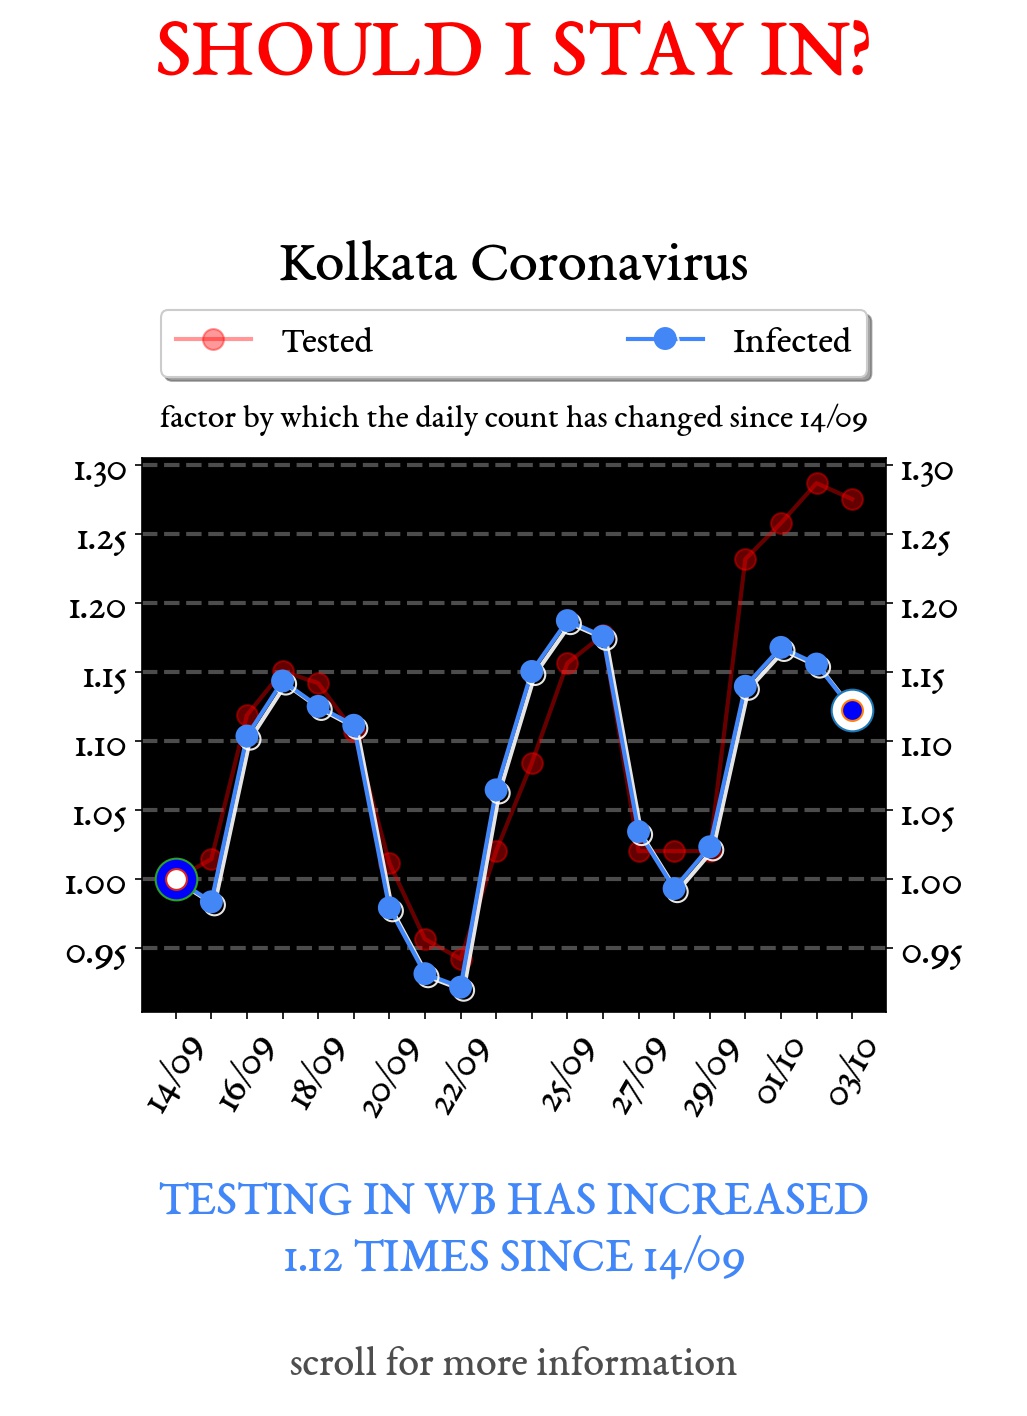 SHOULD I STAY IN?
Kolkata Coronavirus
Tested Infected
factor by which the daily count has changed since 14/09
1.30 1.30
1.25 1.25
1.20 1.20
1.15 1.15
1.10 1.10
1.05 1.05
1.00 1.00
0.95 0.95
14/09 16/09 18/09 20/09 22/09 25/09 27/09 29/09 01/10 03/10
TESTING IN WB HAS INCREASED
1.12 TIMES SINCE 14/09
scroll for more information